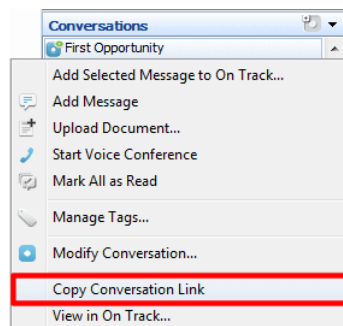 Conversations
First Opportunity
Add Selected Message to On Track...
Add Message
Upload Document...
Start Voice Conference
Mark All as Read
Manage Tags...
Modify Conversation...
Copy Conversation Link
View in On Track...